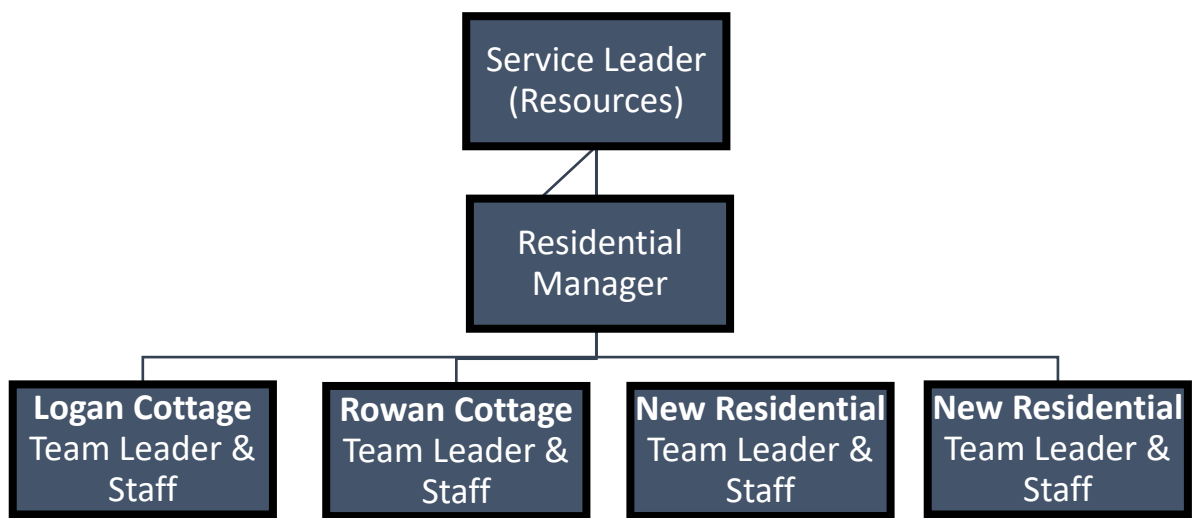 Service Leader
(Resources)
Residential
Manager
Logan Cottage
Team Leader &
Staff
Rowan Cottage
Team Leader &
Staff
New Residential
Team Leader &
Staff
New Residential
Team Leader &
Staff